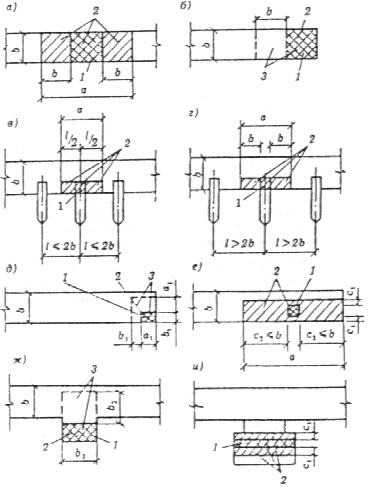 а)
2
b
1
b
b
a
б)
b
b
3
1
2
в)
a
l/2
l/2
2
b
1
l≤2b
l≤2b
г)
a
b
b
2
b
1
l>2b
l>2b
д)
1
2
3
a₁
b
b₁
a₁
b₁
е)
2
1
c₁
b
c₂≤b
c₂≤b
c₁
a
ж)
3
b
b₂
2
1
b₁
и)
1
c₁
c₁
2